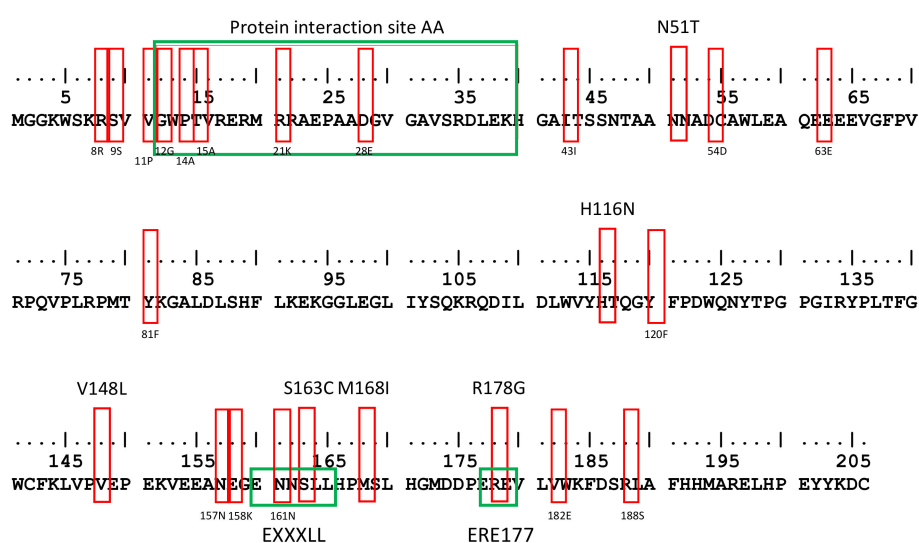 Protein interaction site AA N51T
....|....| ....|....| ....|....| ....|....| ....|....| ....|....| ....|....|
5 15 25 35 45 55 65
MGGKWSKRSV VGWPTVRERM RRAEPAADGV GAVSRDLEKH GAITSSNTAA NNADCAWLEA QEEEEVGFPV
8R 9S 12G 15A 21K 28E 43I 54D 63E
11P 14A
H116N
....|....| ....|....| ....|....| ....|....| ....|....| ....|....| ....|....|
75 85 95 105 115 125 135
RPQVPLRPMT YKGALDLSHF LKEKGGLEGL IYSQKRQDIL DLWVYHTQGY FPDWQNYTPG PGIRYPLTFG
81F 120F
V148L S163C M168I R178G
....|....| ....|....| ....|....| ....|....| ....|....| ....|....| ....|.
145 155 165 175 185 195 205
WCFKLVPVEP EKVEEANEGE NNSLLHPMSL HGMDDPEREV LVWKFDSRLA FHHMARELHP EYYKDC
157N 158K 161N 182E 188S
EXXXLL ERE177